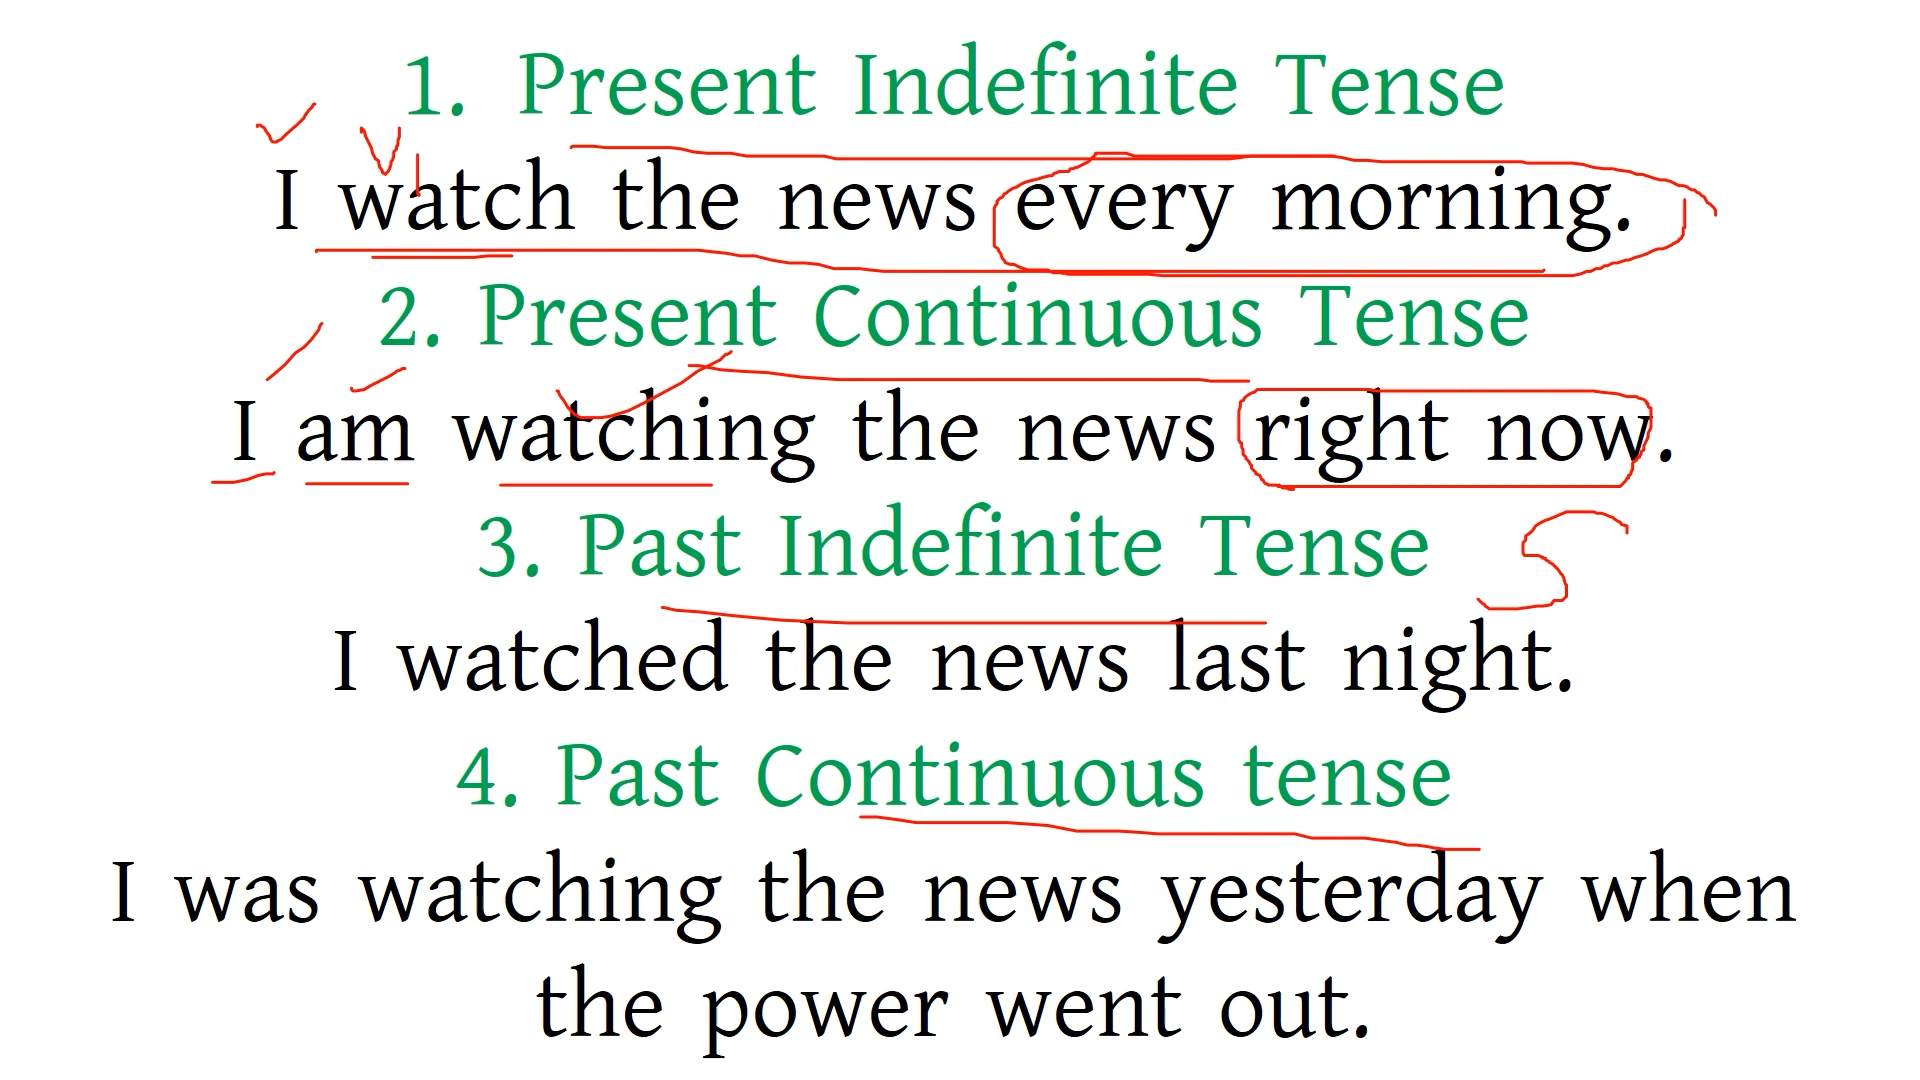 1. Present Indefinite Tense
I watch the news every morning.
2. Present Continuous Tense
I am watching the news right now.
3. Past Indefinite Tense
I watched the news last night.
4. Past Continuous tense
I was watching the news yesterday when
the power went out.